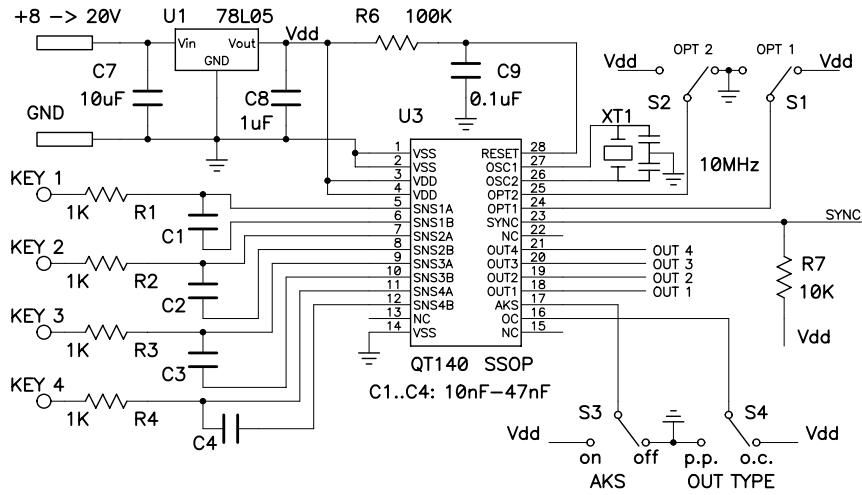 +8 -> 20V
U1 78L05
Vin Vout
GND
Vdd
R6 100K
C7
10uF
C8
1uF
C9
0.1uF
GND
Vdd OPT 2 OPT 1 Vdd
S2 S1
XT1
10MHz
U3
1 VSS RESET 28
2 VSS OSC1 27
3 VDD OSC2 26
4 VDD OPT2 25
5 SNS1A OPT1 24
6 SNS1B SYNC 23
7 SNS2A NC 22
8 SNS2B OUT4 21
9 SNS3A OUT3 20
10 SNS3B OUT2 19
11 SNS4A OUT1 18
12 SNS4B AKS 17
13 NC OC 16
14 VSS NC 15
QT140 SSOP
C1..C4: 10nF-47nF
KEY 1
1K R1
C1
KEY 2
1K R2
C2
KEY 3
1K R3
C3
KEY 4
1K R4
C4
SYNC
OUT 4
OUT 3
OUT 2
OUT 1
R7
10K
Vdd
S3 S4
Vdd Vdd
on off p.p. o.c.
AKS OUT TYPE